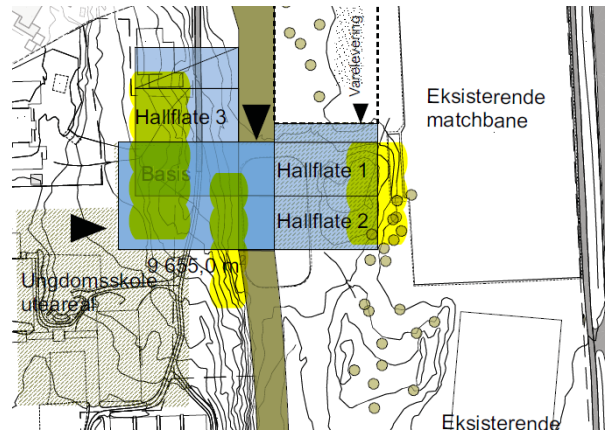 Varelevering
Eksisterende
matchbane
Hallflate 3
Basis
Hallflate 1
Hallflate 2
9 655,0 m²
Ungdomsskole
uteareal
Eksisterende